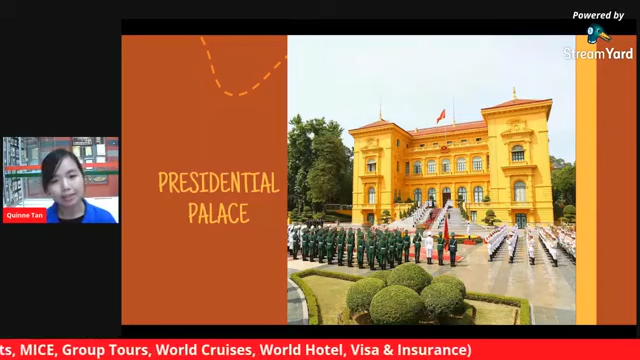 Powered by
StreamYard
PRESIDENTIAL
PALACE
Quinne Tan
ts, MICE, Group Tours, World Cruises, World Hotel, Visa & Insurance)